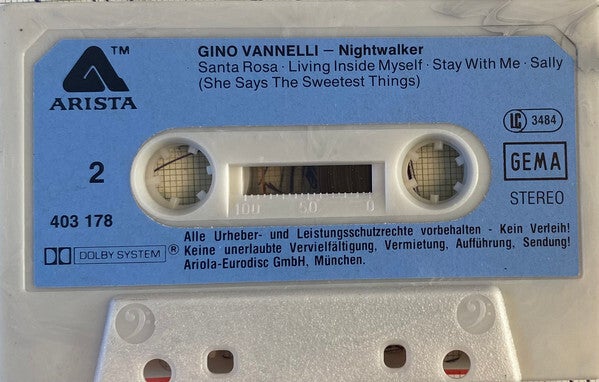 TM
ARISTA
GINO VANNELLI – Nightwalker
Santa Rosa · Living Inside Myself · Stay With Me · Sally
(She Says The Sweetest Things)
LC 3484
GEMA
STEREO
2
403 178
100 50 0
DOLBY SYSTEM ®
Alle Urheber- und Leistungsschutzrechte vorbehalten - Kein Verleih!
Keine unerlaubte Vervielfältigung, Vermietung, Aufführung, Sendung!
Ariola-Eurodisc GmbH, München.